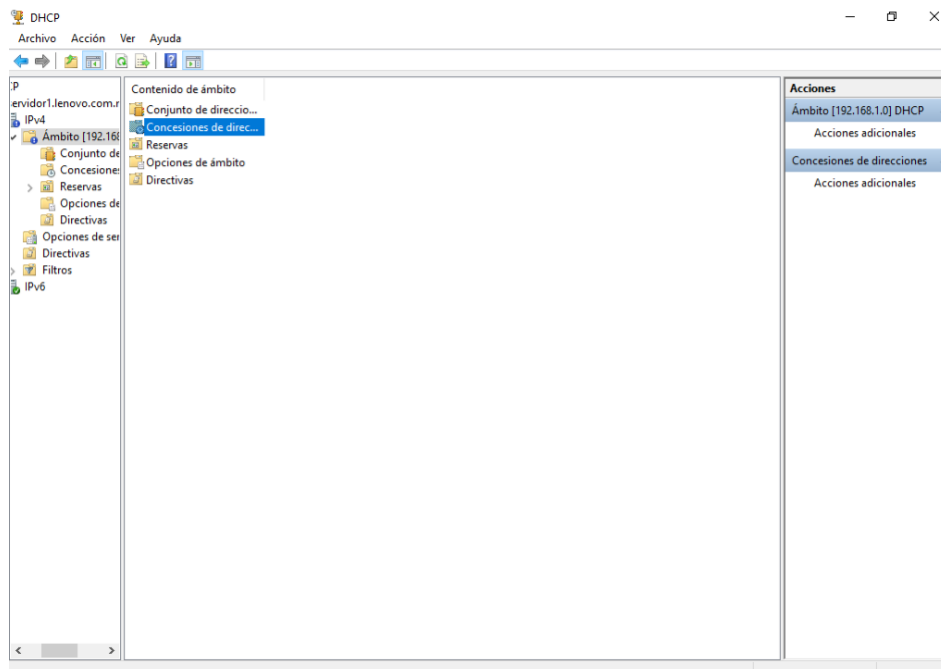 DHCP
Archivo Acción Ver Ayuda
:P
ervidor1.lenovo.com.r
IPv4
Ámbito [192.168
Conjunto de
Concesiones
Reservas
Opciones de
Directivas
Opciones de ser
Directivas
Filtros
IPv6
Contenido de ámbito
Conjunto de direccio...
Concesiones de direc...
Reservas
Opciones de ámbito
Directivas
Acciones
Ámbito [192.168.1.0] DHCP
Acciones adicionales
Concesiones de direcciones
Acciones adicionales